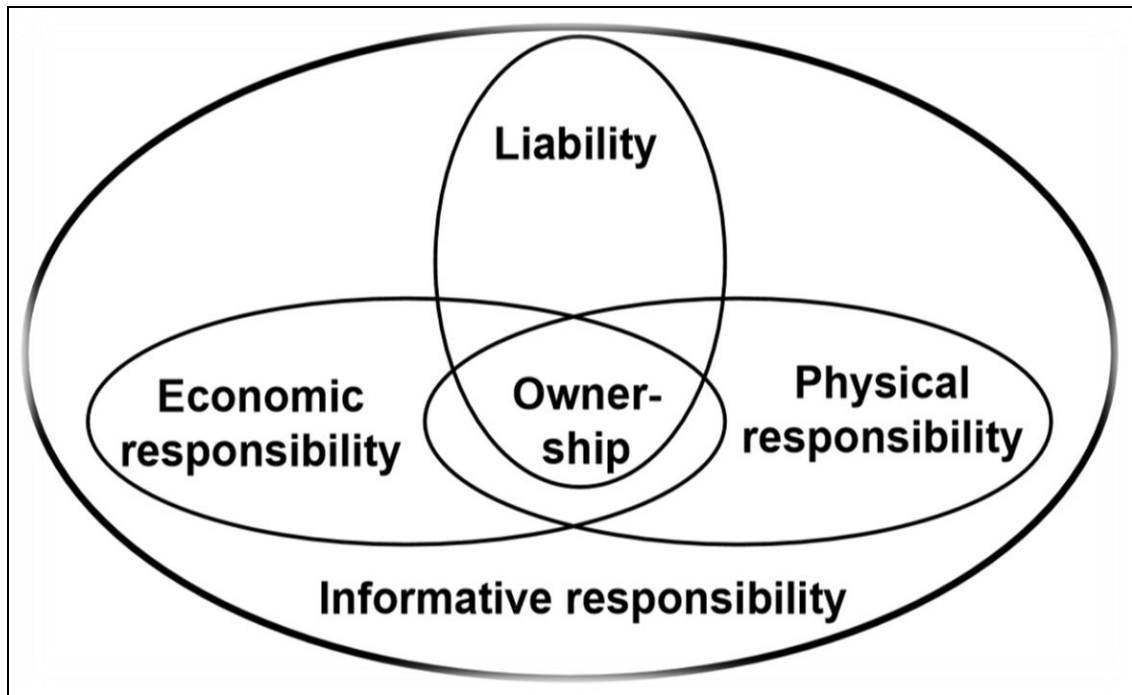 Liability
Economic
responsibility
Owner-
ship
Physical
responsibility
Informative responsibility